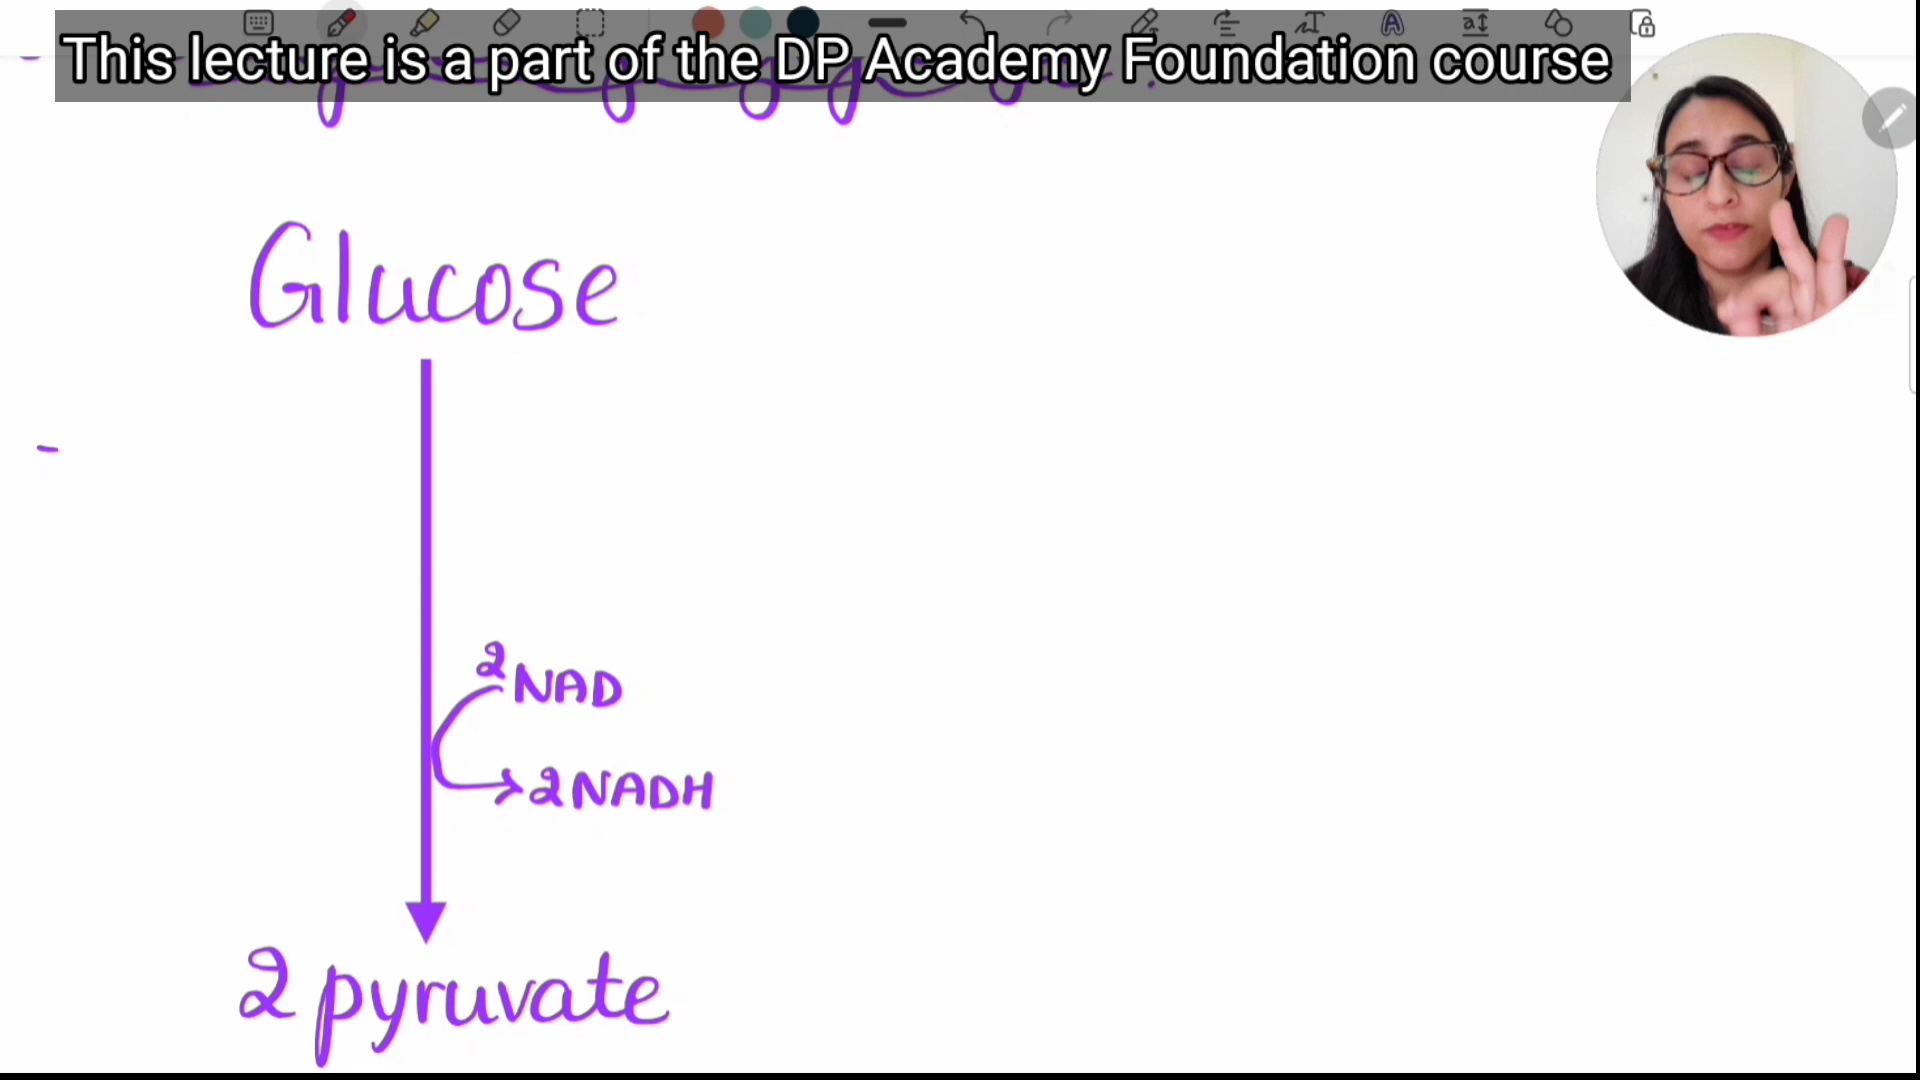 This lecture is a part of the DP Academy Foundation course
Glucose
2NAD
2NADH
2 pyruvate